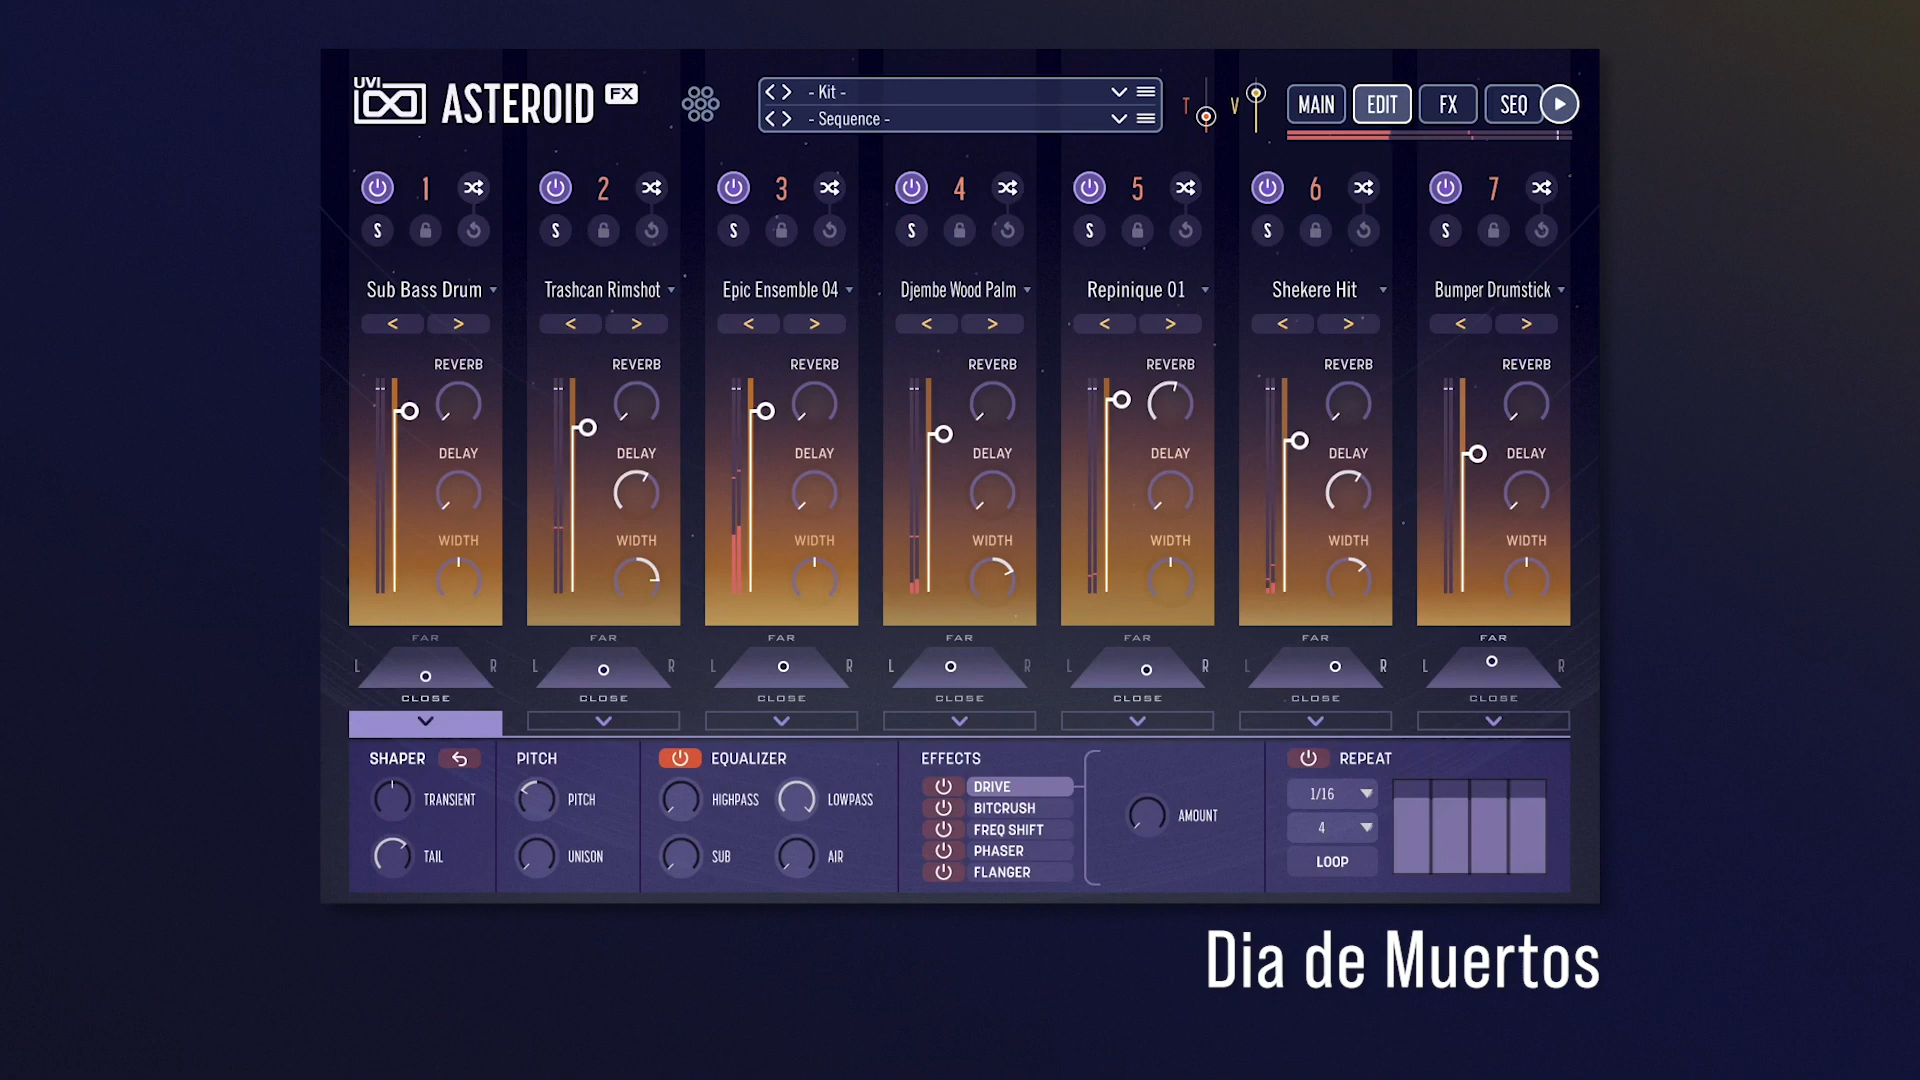 UVI ASTEROID FX
- Kit -
- Sequence -
T V
MAIN EDIT FX SEQ
1 2 3 4 5 6 7
S S S S S S S
Sub Bass Drum Trashcan Rimshot Epic Ensemble 04 Djembe Wood Palm Repinique 01 Shekere Hit Bumper Drumstick
< > < > < > < > < > < > < >
REVERB REVERB REVERB REVERB REVERB REVERB REVERB
DELAY DELAY DELAY DELAY DELAY DELAY DELAY
WIDTH WIDTH WIDTH WIDTH WIDTH WIDTH WIDTH
FAR FAR FAR FAR FAR FAR FAR
L R L R L R L R L R L R L R
CLOSE CLOSE CLOSE CLOSE CLOSE CLOSE CLOSE
SHAPER PITCH EQUALIZER EFFECTS REPEAT
TRANSIENT PITCH HIGHPASS LOWPASS DRIVE 1/16
BITCRUSH AMOUNT
TAIL UNISON SUB AIR FREQ SHIFT 4
PHASER LOOP
FLANGER
Dia de Muertos